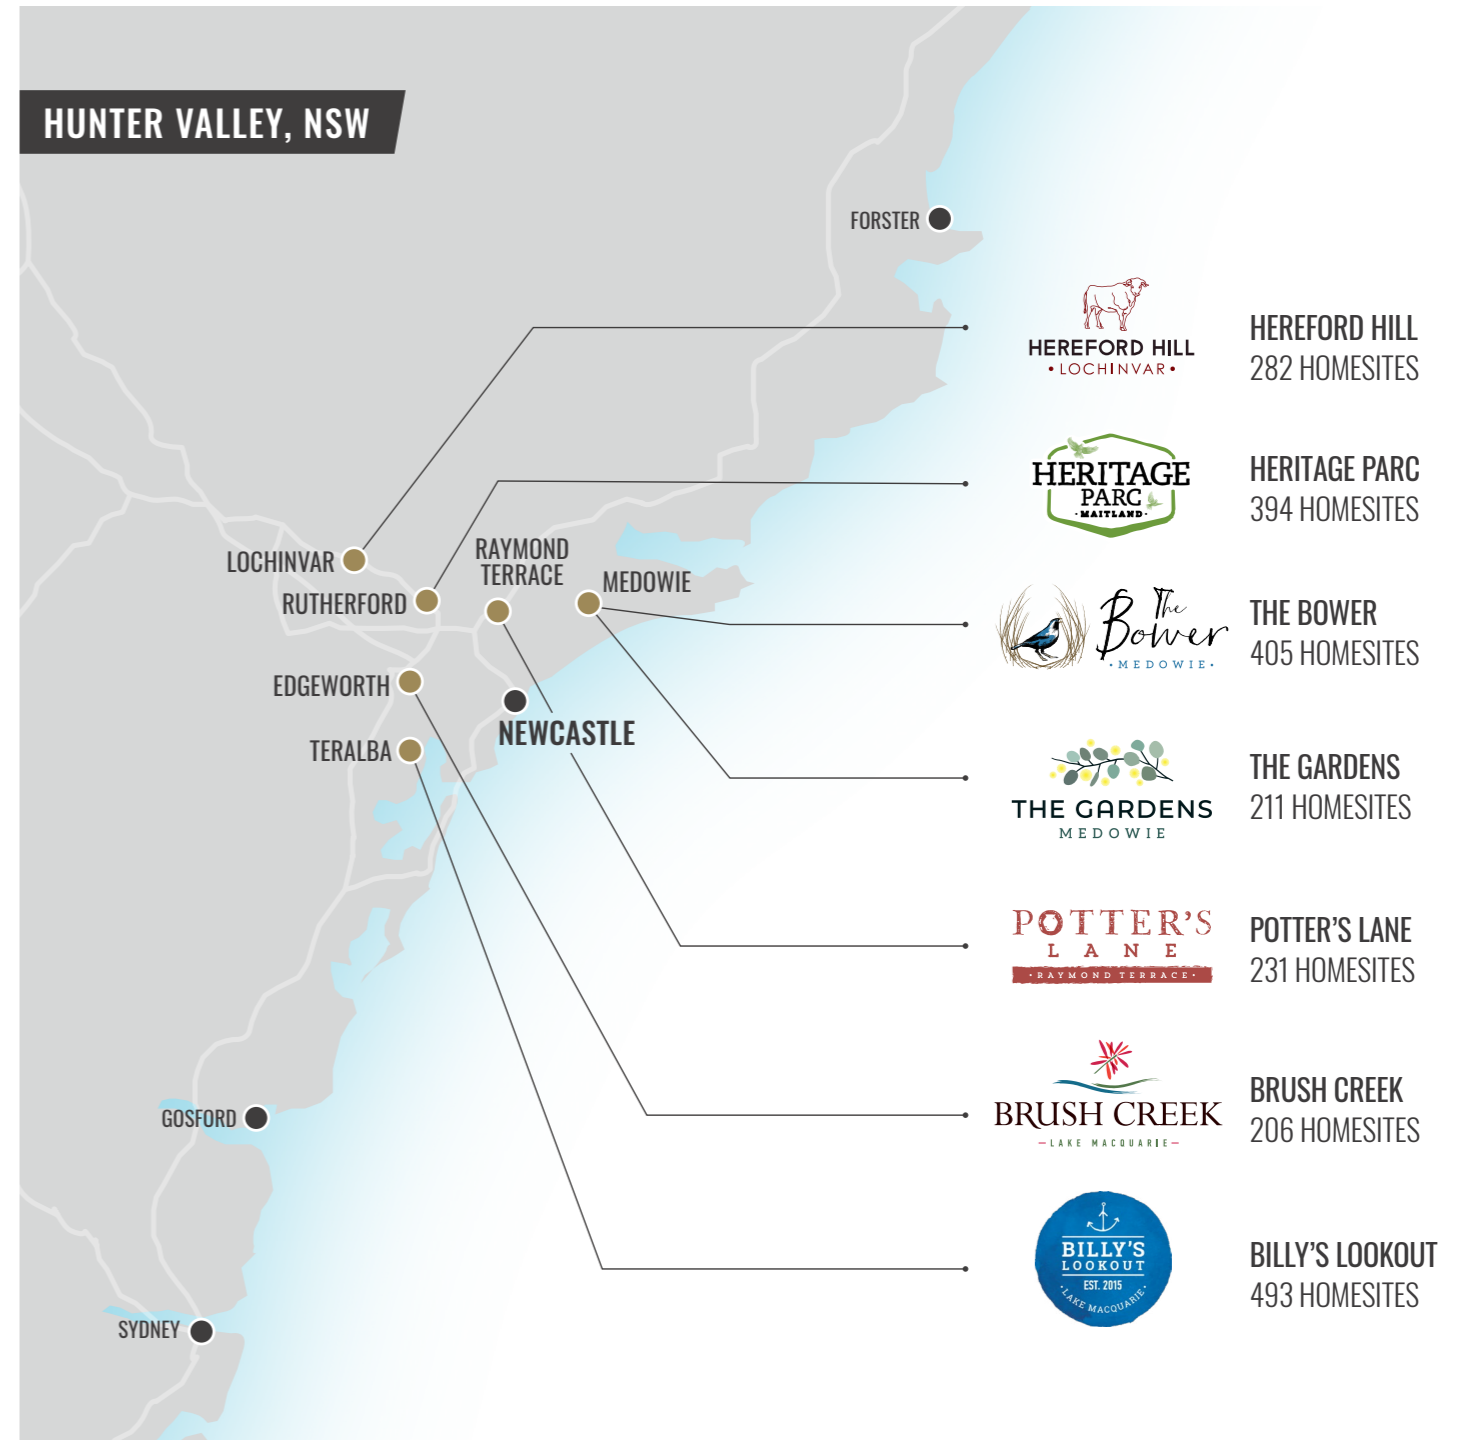 HUNTER VALLEY, NSW
FORSTER
HEREFORD HILL
• LOCHINVAR •
HEREFORD HILL
282 HOMESITES
HERITAGE
PARC
• MAITLAND •
HERITAGE PARC
394 HOMESITES
LOCHINVAR
RUTHERFORD
RAYMOND
TERRACE
MEDOWIE
The
Bower
• MEDOWIE •
THE BOWER
405 HOMESITES
EDGEWORTH
NEWCASTLE
TERALBA
THE GARDENS
MEDOWIE
THE GARDENS
211 HOMESITES
POTTER'S
LANE
• RAYMOND TERRACE •
POTTER'S LANE
231 HOMESITES
GOSFORD
BRUSH CREEK
– LAKE MACQUARIE –
BRUSH CREEK
206 HOMESITES
BILLY'S
LOOKOUT
EST. 2015
• LAKE MACQUARIE •
BILLY'S LOOKOUT
493 HOMESITES
SYDNEY